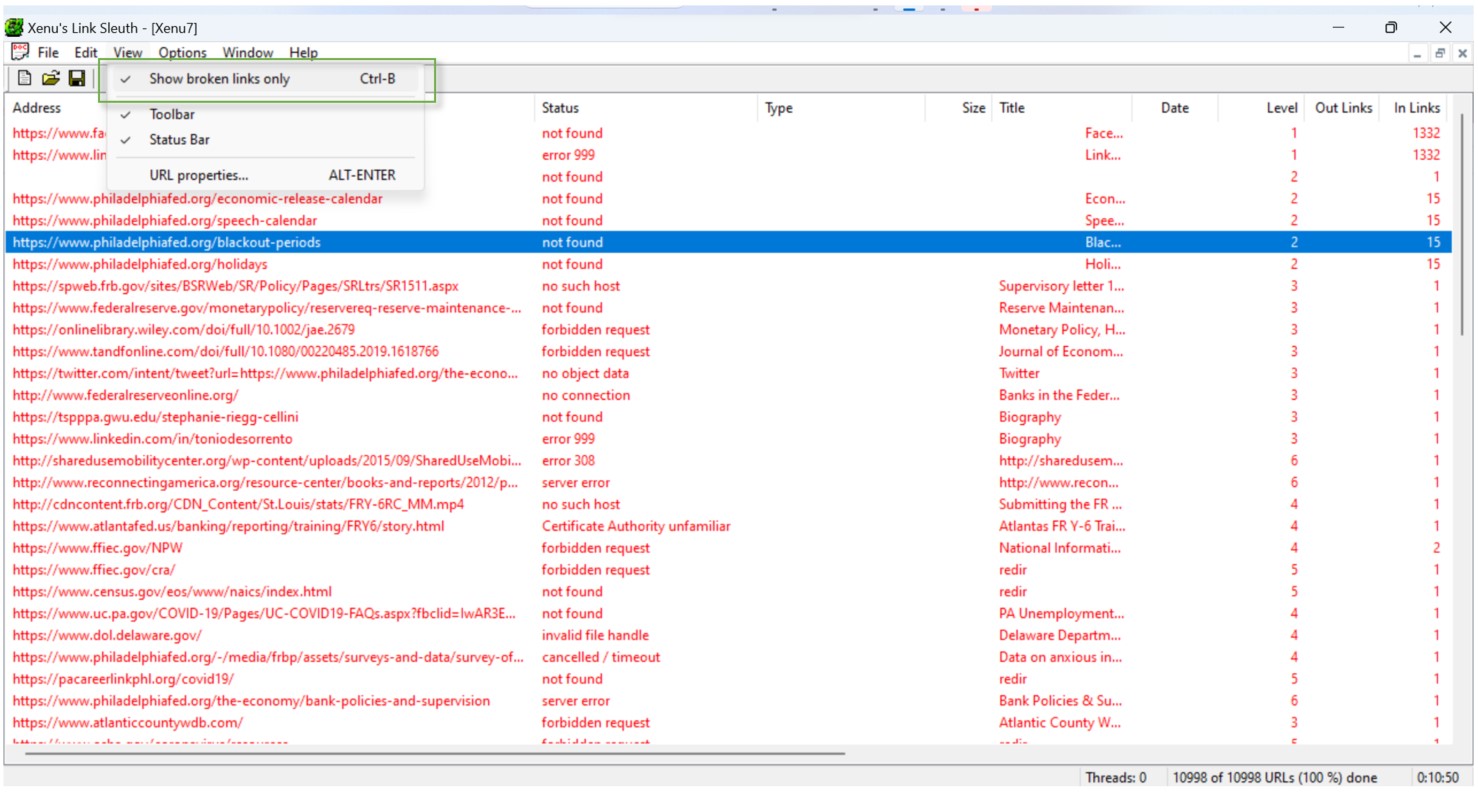 Xenu's Link Sleuth - [Xenu7]
File Edit View Options Window Help
Show broken links only Ctrl-B
Toolbar
Status Bar
URL properties... ALT-ENTER
Address Status Type Size Title Date Level Out Links In Links
https://www.fa not found Face... 1 1332
https://www.lin error 999 Link... 1 1332
not found 2 1
https://www.philadelphiafed.org/economic-release-calendar not found Econ... 2 15
https://www.philadelphiafed.org/speech-calendar not found Spee... 2 15
https://www.philadelphiafed.org/blackout-periods not found Blac... 2 15
https://www.philadelphiafed.org/holidays not found Holi... 2 15
https://spweb.frb.gov/sites/BSRWeb/SR/Policy/Pages/SRLtrs/SR1511.aspx no such host Supervisory letter 1... 3 1
https://www.federalreserve.gov/monetarypolicy/reservereq-reserve-maintenance-... not found Reserve Maintenan... 3 1
https://onlinelibrary.wiley.com/doi/full/10.1002/jae.2679 forbidden request Monetary Policy, H... 3 1
https://www.tandfonline.com/doi/full/10.1080/00220485.2019.1618766 forbidden request Journal of Econom... 3 1
https://twitter.com/intent/tweet?url=https://www.philadelphiafed.org/the-econo... no object data Twitter 3 1
http://www.federalreserveonline.org/ no connection Banks in the Feder... 3 1
https://tspppa.gwu.edu/stephanie-riegg-cellini not found Biography 3 1
https://www.linkedin.com/in/toniodesorrento error 999 Biography 3 1
http://sharedusemobilitycenter.org/wp-content/uploads/2015/09/SharedUseMobi... error 308 http://sharedusem... 6 1
http://www.reconnectingamerica.org/resource-center/books-and-reports/2012/p... server error http://www.recon... 6 1
http://cdncontent.frb.org/CDN_Content/St.Louis/stats/FRY-6RC_MM.mp4 no such host Submitting the FR ... 4 1
https://www.atlantafed.us/banking/reporting/training/FRY6/story.html Certificate Authority unfamiliar Atlantas FR Y-6 Trai... 4 1
https://www.ffiec.gov/NPW forbidden request National Informati... 4 2
https://www.ffiec.gov/cra/ forbidden request redir 5 1
https://www.census.gov/eos/www/naics/index.html not found redir 5 1
https://www.uc.pa.gov/COVID-19/Pages/UC-COVID19-FAQs.aspx?fbclid=IwAR3E... not found PA Unemployment... 4 1
https://www.dol.delaware.gov/ invalid file handle Delaware Departm... 4 1
https://www.philadelphiafed.org/-/media/frbp/assets/surveys-and-data/survey-of... cancelled / timeout Data on anxious in... 4 1
https://pacareerlinkphl.org/covid19/ not found redir 5 1
https://www.philadelphiafed.org/the-economy/bank-policies-and-supervision server error Bank Policies & Su... 6 1
https://www.atlanticcountywdb.com/ forbidden request Atlantic County W... 3 1
Threads: 0 10998 of 10998 URLs (100 %) done 0:10:50